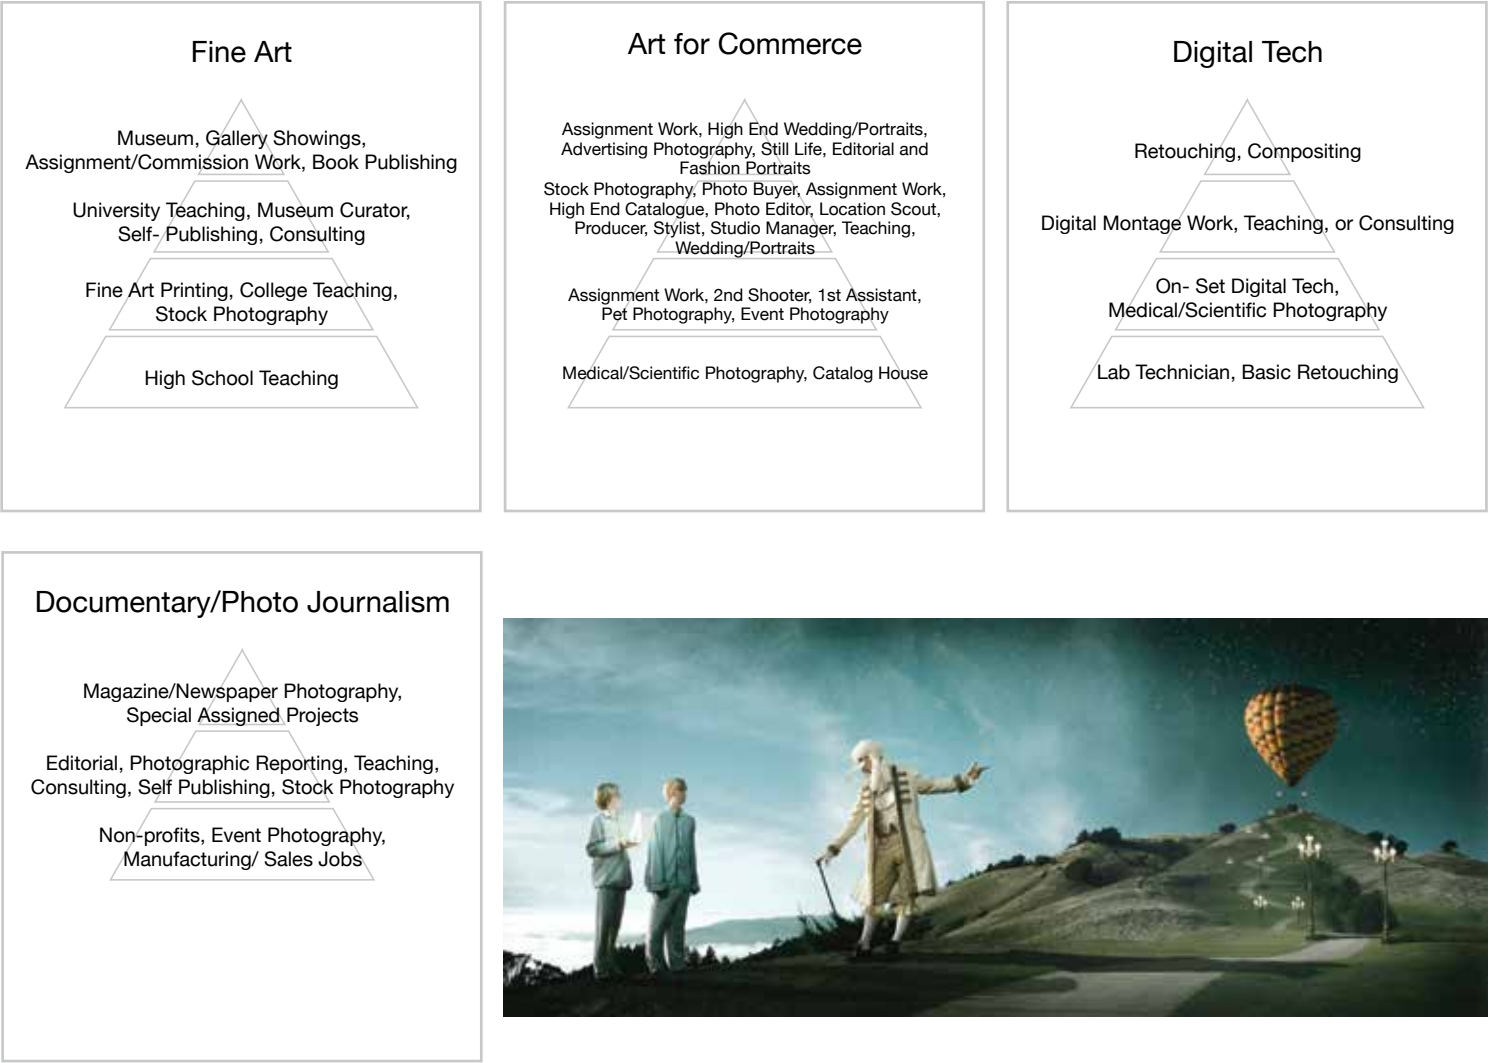 Fine Art
Museum, Gallery Showings,
Assignment/Commission Work, Book Publishing
University Teaching, Museum Curator,
Self- Publishing, Consulting
Fine Art Printing, College Teaching,
Stock Photography
High School Teaching
Art for Commerce
Assignment Work, High End Wedding/Portraits,
Advertising Photography, Still Life, Editorial and
Fashion Portraits
Stock Photography, Photo Buyer, Assignment Work,
High End Catalogue, Photo Editor, Location Scout,
Producer, Stylist, Studio Manager, Teaching,
Wedding/Portraits
Assignment Work, 2nd Shooter, 1st Assistant,
Pet Photography, Event Photography
Medical/Scientific Photography, Catalog House
Digital Tech
Retouching, Compositing
Digital Montage Work, Teaching, or Consulting
On- Set Digital Tech,
Medical/Scientific Photography
Lab Technician, Basic Retouching
Documentary/Photo Journalism
Magazine/Newspaper Photography,
Special Assigned Projects
Editorial, Photographic Reporting, Teaching,
Consulting, Self Publishing, Stock Photography
Non-profits, Event Photography,
Manufacturing/ Sales Jobs